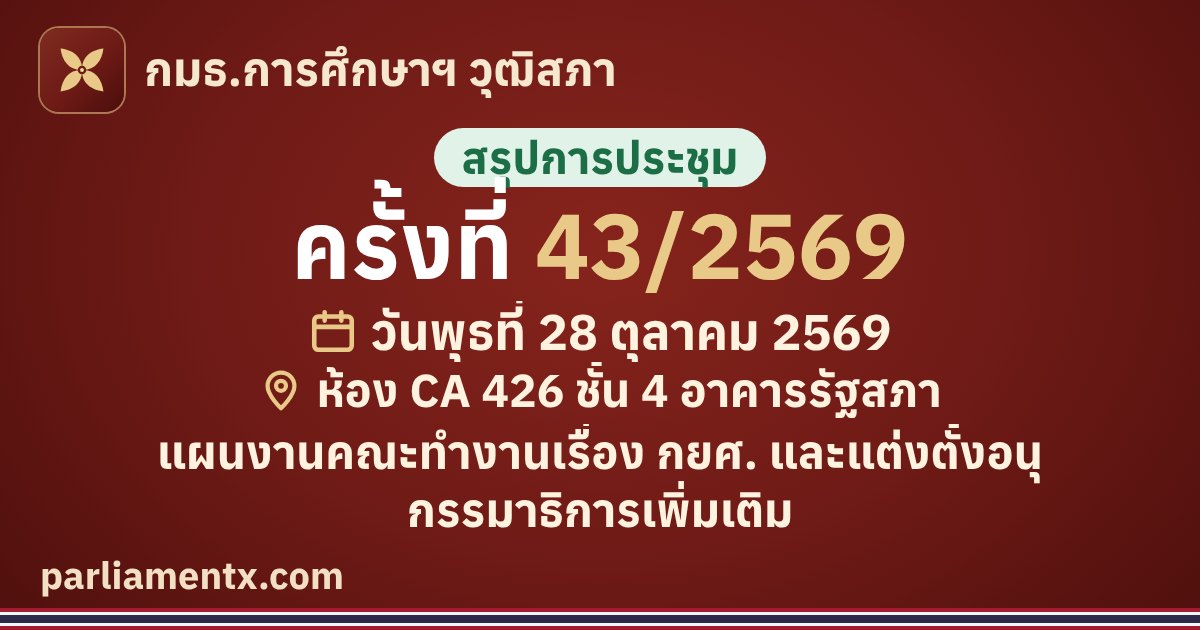 กมธ.การศึกษาฯ วุฒิสภา
สรุปการประชุม
ครั้งที่ 43/2569
วันพุธที่ 28 ตุลาคม 2569
ห้อง CA 426 ชั้น 4 อาคารรัฐสภา
แผนงานคณะทำงานเรื่อง กยศ. และแต่งตั้งอนุ
กรรมาธิการเพิ่มเติม
parliamentx.com